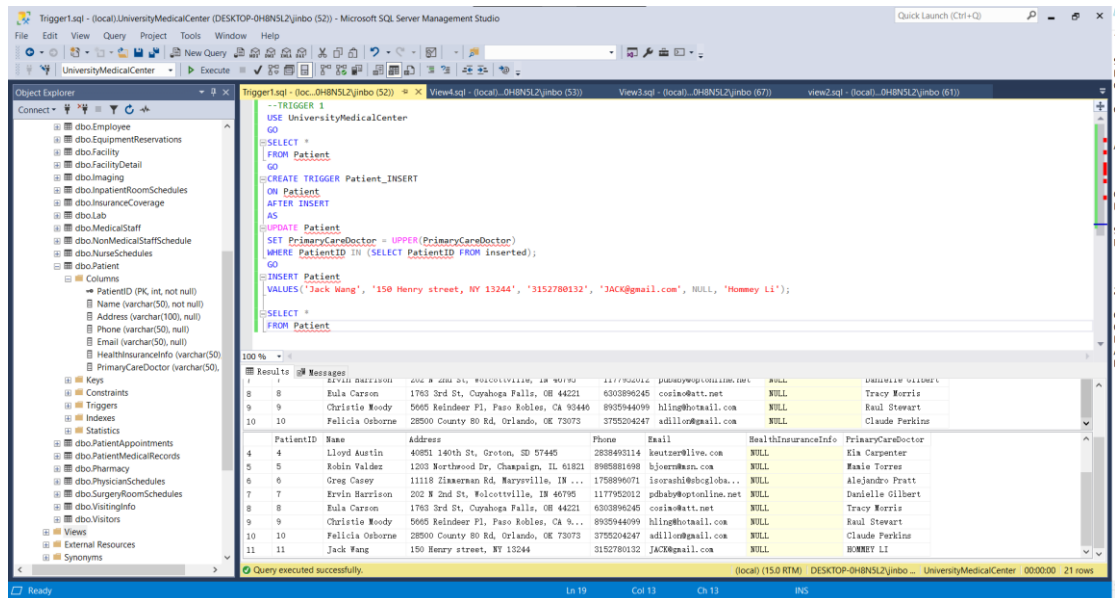 Trigger1.sql - (local).UniversityMedicalCenter (DESKTOP-0H8N5L2\jinbo (52)) - Microsoft SQL Server Management Studio
Quick Launch (Ctrl+Q)
File Edit View Query Project Tools Window Help
New Query
UniversityMedicalCenter Execute
Object Explorer
Connect
dbo.Employee
dbo.EquipmentReservations
dbo.Facility
dbo.FacilityDetail
dbo.Imaging
dbo.InpatientRoomSchedules
dbo.InsuranceCoverage
dbo.Lab
dbo.MedicalStaff
dbo.NonMedicalStaffSchedule
dbo.NurseSchedules
dbo.Patient
Columns
PatientID (PK, int, not null)
Name (varchar(50), not null)
Address (varchar(100), null)
Phone (varchar(50), null)
Email (varchar(50), null)
HealthInsuranceInfo (varchar(50)
PrimaryCareDoctor (varchar(50),
Keys
Constraints
Triggers
Indexes
Statistics
dbo.PatientAppointments
dbo.PatientMedicalRecords
dbo.Pharmacy
dbo.PhysicianSchedules
dbo.SurgeryRoomSchedules
dbo.VisitingInfo
dbo.Visitors
Views
External Resources
Synonyms
Trigger1.sql - (loc...0H8N5L2\jinbo (52)) View4.sql - (local)...0H8N5L2\jinbo (53)) View3.sql - (local)...0H8N5L2\jinbo (67)) view2.sql - (local)...0H8N5L2\jinbo (61))
--TRIGGER 1
USE UniversityMedicalCenter
GO
SELECT *
FROM Patient
GO
CREATE TRIGGER Patient_INSERT
ON Patient
AFTER INSERT
AS
UPDATE Patient
SET PrimaryCareDoctor = UPPER(PrimaryCareDoctor)
WHERE PatientID IN (SELECT PatientID FROM inserted);
GO
INSERT Patient
VALUES('Jack Wang', '150 Henry street, NY 13244', '3152780132', 'JACK@gmail.com', NULL, 'Hommey Li');
SELECT *
FROM Patient
100 %
Results Messages
7 7 Ervin Harrison 202 N 2nd St, Wolcottville, IN 46795 1177952012 pdbaby@optonline.net NULL Danielle Gilbert
8 8 Eula Carson 1763 3rd St, Cuyahoga Falls, OH 44221 6303896245 cosimo@att.net NULL Tracy Morris
9 9 Christie Moody 5665 Reindeer Pl, Paso Robles, CA 93446 8935944099 hling@hotmail.com NULL Raul Stewart
10 10 Felicia Osborne 28500 County 80 Rd, Orlando, OK 73073 3755204247 adillon@gmail.com NULL Claude Perkins
PatientID Name Address Phone Email HealthInsuranceInfo PrimaryCareDoctor
4 4 Lloyd Austin 40851 140th St, Groton, SD 57445 2838493114 keutzer@live.com NULL Kim Carpenter
5 5 Robin Valdez 1203 Northwood Dr, Champaign, IL 61821 8985881698 bjoern@msn.com NULL Mamie Torres
6 6 Greg Casey 11118 Zimmerman Rd, Marysville, IN ... 1758896071 isorashi@sbcgloba... NULL Alejandro Pratt
7 7 Ervin Harrison 202 N 2nd St, Wolcottville, IN 46795 1177952012 pdbaby@optonline.net NULL Danielle Gilbert
8 8 Eula Carson 1763 3rd St, Cuyahoga Falls, OH 44221 6303896245 cosimo@att.net NULL Tracy Morris
9 9 Christie Moody 5665 Reindeer Pl, Paso Robles, CA 9... 8935944099 hling@hotmail.com NULL Raul Stewart
10 10 Felicia Osborne 28500 County 80 Rd, Orlando, OK 73073 3755204247 adillon@gmail.com NULL Claude Perkins
11 11 Jack Wang 150 Henry street, NY 13244 3152780132 JACK@gmail.com NULL HOMMEY LI
Query executed successfully. (local) (15.0 RTM) DESKTOP-0H8N5L2\jinbo ... UniversityMedicalCenter 00:00:00 21 rows
Ready Ln 19 Col 13 Ch 13 INS